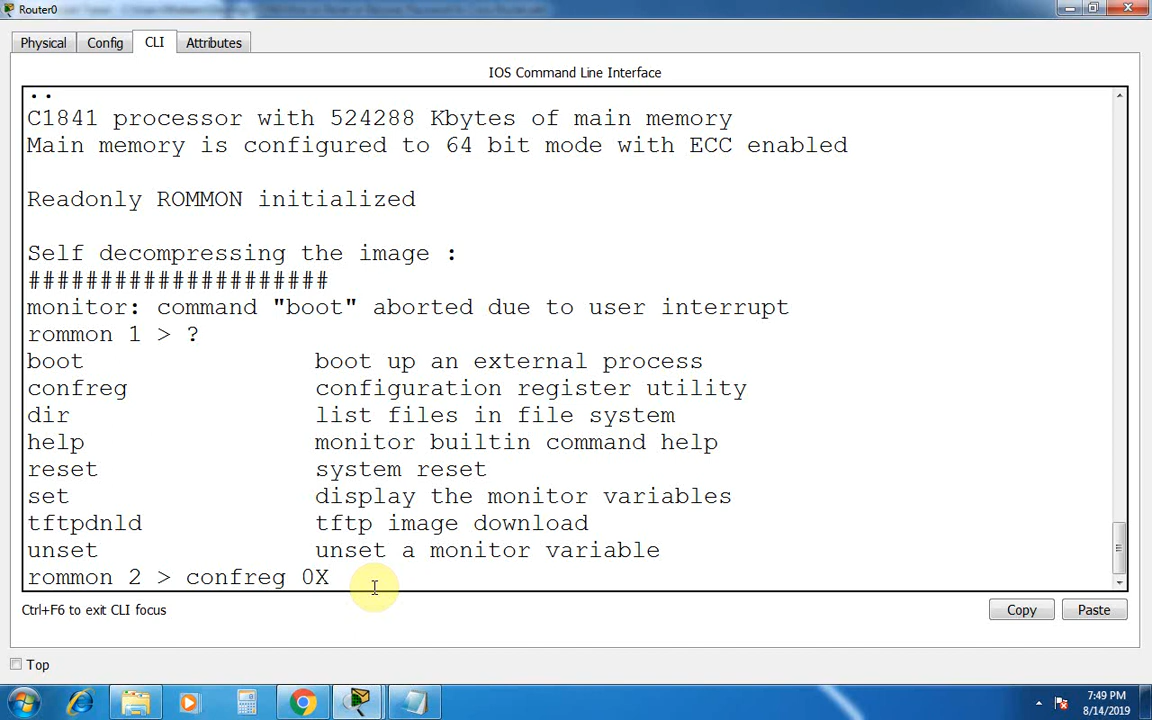 Router0
Physical Config CLI Attributes
IOS Command Line Interface
..
C1841 processor with 524288 Kbytes of main memory
Main memory is configured to 64 bit mode with ECC enabled
Readonly ROMMON initialized
Self decompressing the image :
#####################
monitor: command "boot" aborted due to user interrupt
rommon 1 > ?
boot boot up an external process
confreg configuration register utility
dir list files in file system
help monitor builtin command help
reset system reset
set display the monitor variables
tftpdnld tftp image download
unset unset a monitor variable
rommon 2 > confreg 0X
Ctrl+F6 to exit CLI focus
Copy Paste
Top
7:49 PM
8/14/2019